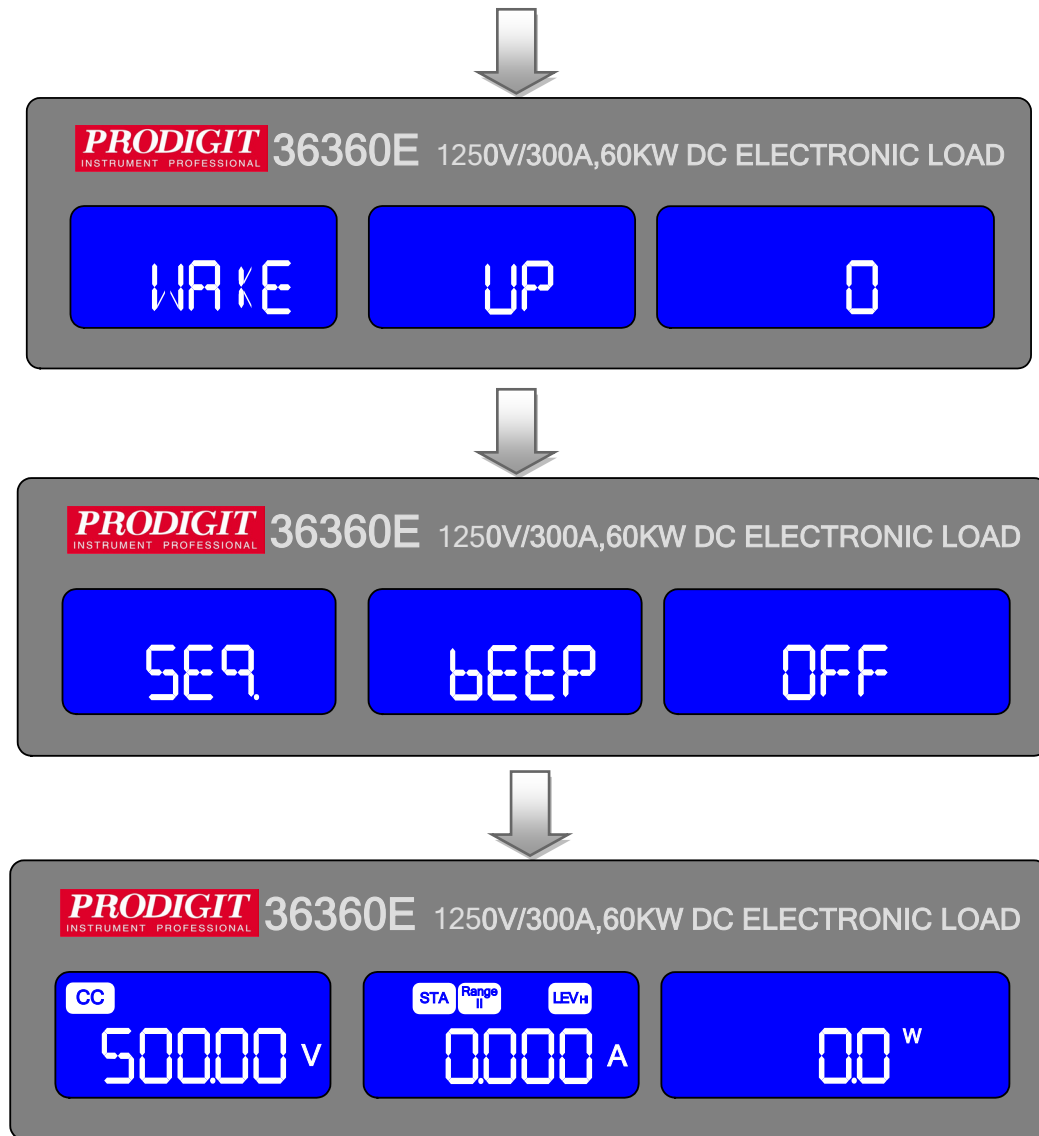 PRODIGIT 36360E 1250V/300A,60KW DC ELECTRONIC LOAD
INSTRUMENT PROFESSIONAL
WAKE UP 0
PRODIGIT 36360E 1250V/300A,60KW DC ELECTRONIC LOAD
INSTRUMENT PROFESSIONAL
SEq. bEEP OFF
PRODIGIT 36360E 1250V/300A,60KW DC ELECTRONIC LOAD
INSTRUMENT PROFESSIONAL
CC STA Range II LEV HI
500.00 V 0.000 A 0.0 W